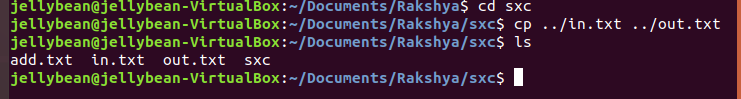 jellybean@jellybean-VirtualBox:~/Documents/Rakshya$ cd sxc
jellybean@jellybean-VirtualBox:~/Documents/Rakshya/sxc$ cp ../in.txt ../out.txt
jellybean@jellybean-VirtualBox:~/Documents/Rakshya/sxc$ ls
add.txt  in.txt  out.txt  sxc
jellybean@jellybean-VirtualBox:~/Documents/Rakshya/sxc$